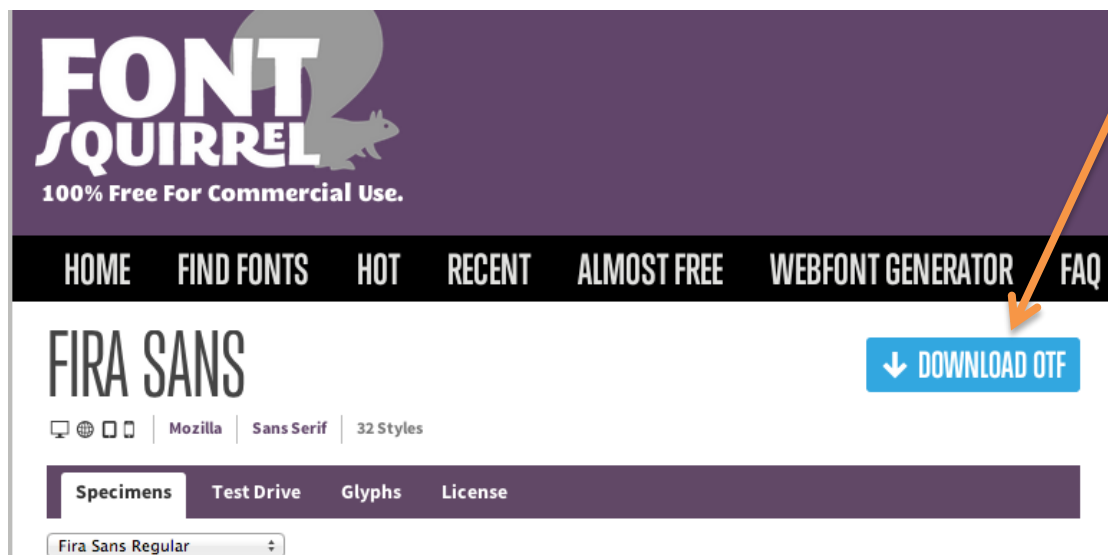 FONT
SQUIRREL
100% Free For Commercial Use.
HOME FIND FONTS HOT RECENT ALMOST FREE WEBFONT GENERATOR FAQ
FIRA SANS
DOWNLOAD OTF
Mozilla Sans Serif 32 Styles
Specimens Test Drive Glyphs License
Fira Sans Regular